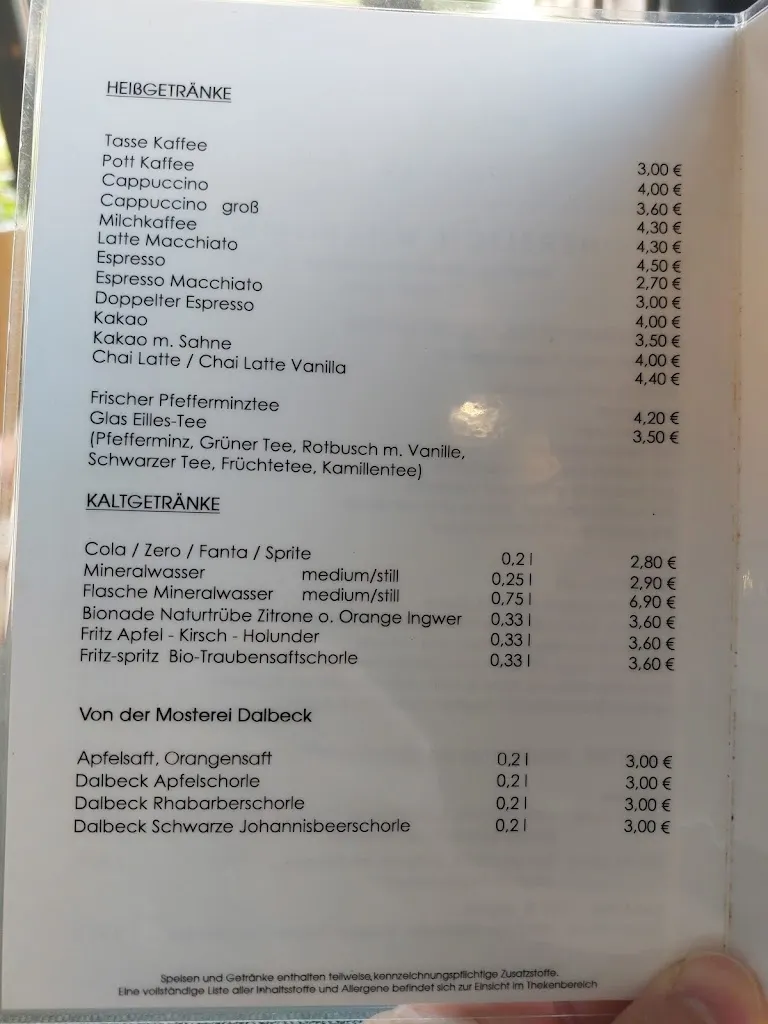 HEIßGETRÄNKE
Tasse Kaffee 3,00 €
Pott Kaffee 4,00 €
Cappuccino 3,60 €
Cappuccino groß 4,30 €
Milchkaffee 4,30 €
Latte Macchiato 4,50 €
Espresso 2,70 €
Espresso Macchiato 3,00 €
Doppelter Espresso 4,00 €
Kakao 3,50 €
Kakao m. Sahne 4,00 €
Chai Latte / Chai Latte Vanilla 4,40 €
Frischer Pfefferminztee 4,20 €
Glas Eilles-Tee 3,50 €
(Pfefferminz, Grüner Tee, Rotbusch m. Vanille,
Schwarzer Tee, Früchtetee, Kamillentee)
KALTGETRÄNKE
Cola / Zero / Fanta / Sprite 0,2 l 2,80 €
Mineralwasser medium/still 0,25 l 2,90 €
Flasche Mineralwasser medium/still 0,75 l 6,90 €
Bionade Naturtrübe Zitrone o. Orange Ingwer 0,33 l 3,60 €
Fritz Apfel - Kirsch - Holunder 0,33 l 3,60 €
Fritz-spritz Bio-Traubensaftschorle 0,33 l 3,60 €
Von der Mosterei Dalbeck
Apfelsaft, Orangensaft 0,2 l 3,00 €
Dalbeck Apfelschorle 0,2 l 3,00 €
Dalbeck Rhabarberschorle 0,2 l 3,00 €
Dalbeck Schwarze Johannisbeerschorle 0,2 l 3,00 €
Speisen und Getränke enthalten teilweise, kennzeichnungspflichtige Zusatzstoffe.
Eine vollständige Liste aller Inhaltsstoffe und Allergene befindet sich zur Einsicht im Thekenbereich